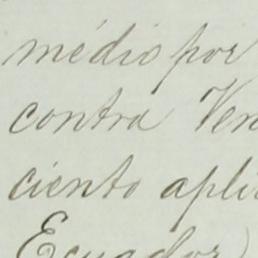 médio por
contra Ven
ciento apli
Ecuador)